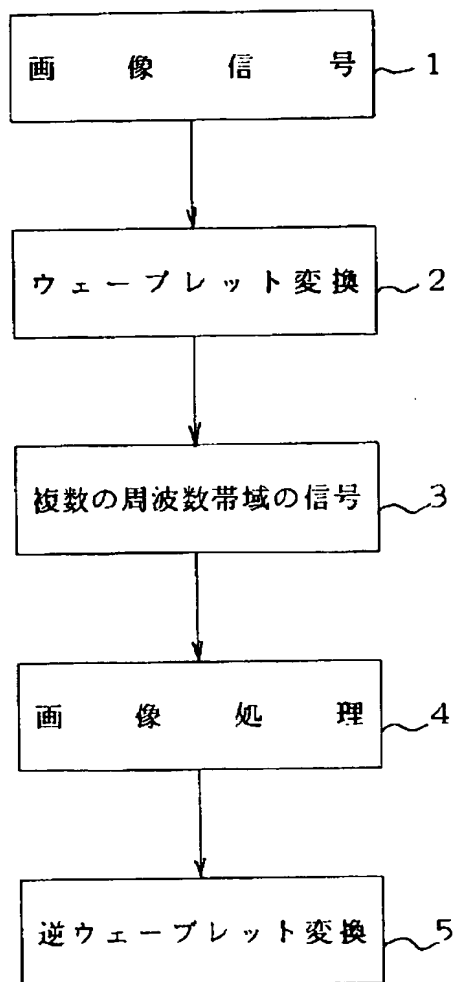 画像信号 1
ウェーブレット変換 2
複数の周波数帯域の信号 3
画像処理 4
逆ウェーブレット変換 5